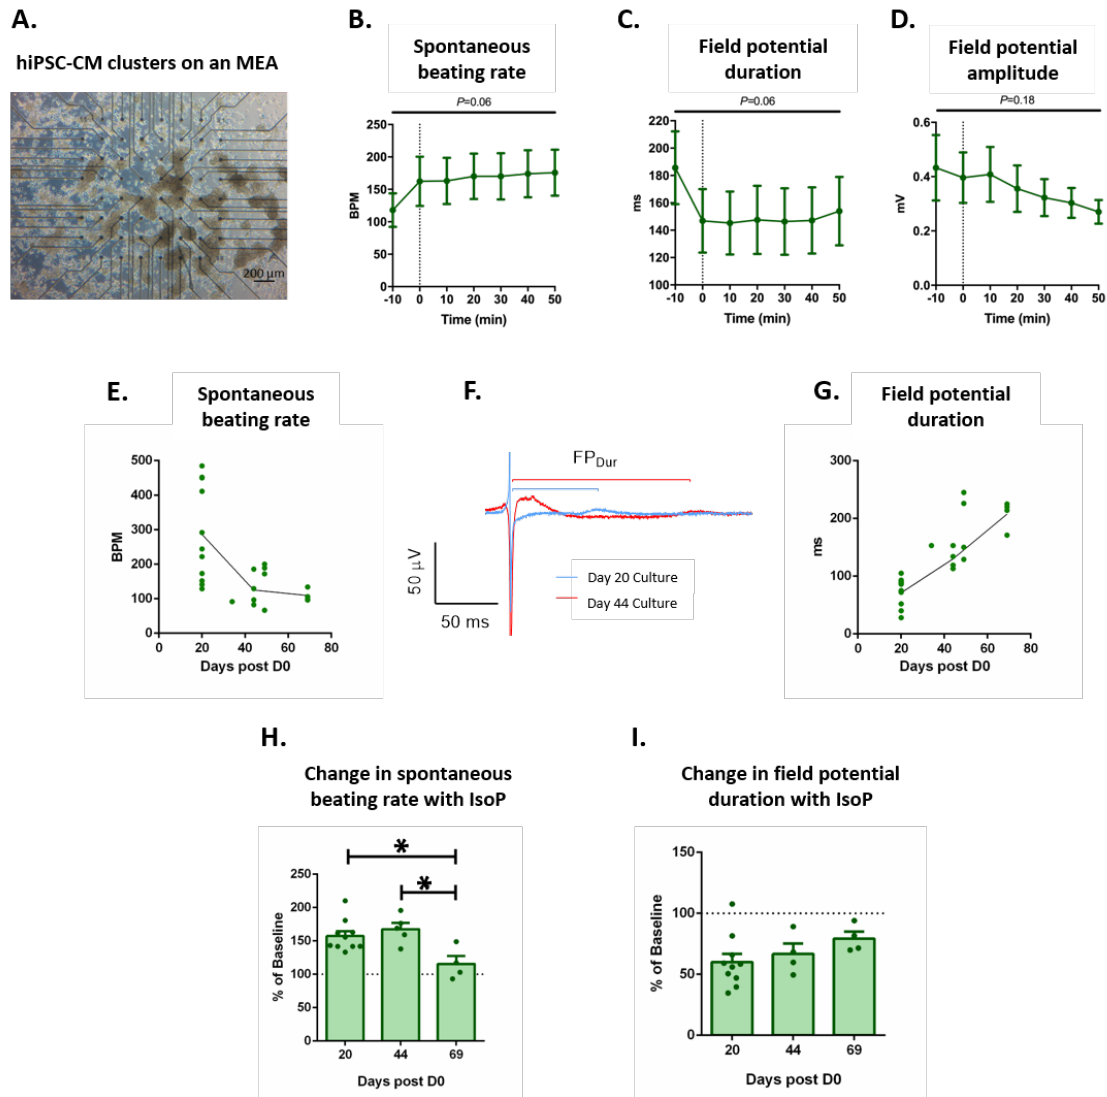 A.
hiPSC-CM clusters on an MEA
200 µm
B.
Spontaneous
beating rate
P=0.06
250
200
150
100
50
0
BPM
-10 0 10 20 30 40 50
Time (min)
C.
Field potential
duration
P=0.06
220
200
180
160
140
120
100
ms
-10 0 10 20 30 40 50
Time (min)
D.
Field potential
amplitude
P=0.18
0.6
0.4
0.2
0.0
mV
-10 0 10 20 30 40 50
Time (min)
E.
Spontaneous
beating rate
500
400
300
200
100
0
BPM
0 20 40 60 80
Days post D0
F.
FPDur
50 µV
50 ms
Day 20 Culture
Day 44 Culture
G.
Field potential
duration
300
200
100
0
ms
0 20 40 60 80
Days post D0
H.
Change in spontaneous
beating rate with IsoP
*
*
250
200
150
100
50
0
% of Baseline
20 44 69
Days post D0
I.
Change in field potential
duration with IsoP
150
100
50
0
% of Baseline
20 44 69
Days post D0